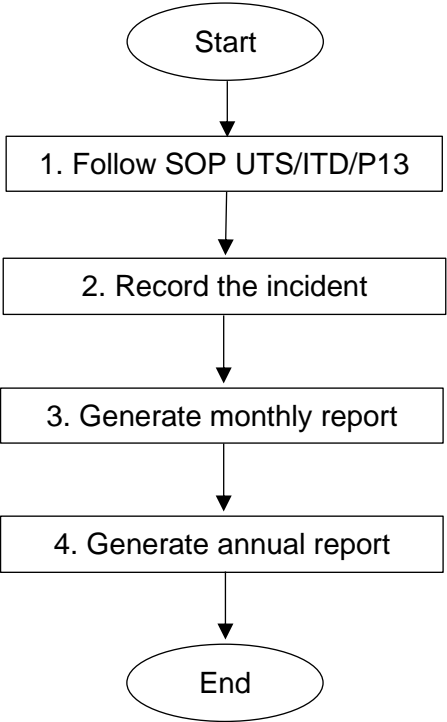 Start
1. Follow SOP UTS/ITD/P13
2. Record the incident
3. Generate monthly report
4. Generate annual report
End